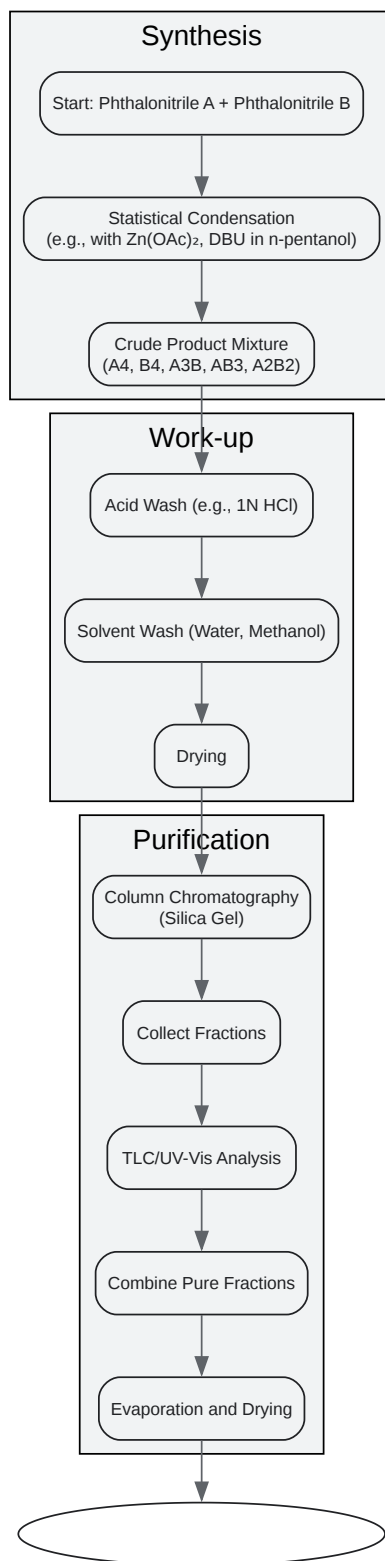 Synthesis
Start: Phthalonitrile A + Phthalonitrile B
Statistical Condensation
(e.g., with Zn(OAc)₂, DBU in n-pentanol)
Crude Product Mixture
(A4, B4, A3B, AB3, A2B2)
Work-up
Acid Wash (e.g., 1N HCl)
Solvent Wash (Water, Methanol)
Drying
Purification
Column Chromatography
(Silica Gel)
Collect Fractions
TLC/UV-Vis Analysis
Combine Pure Fractions
Evaporation and Drying